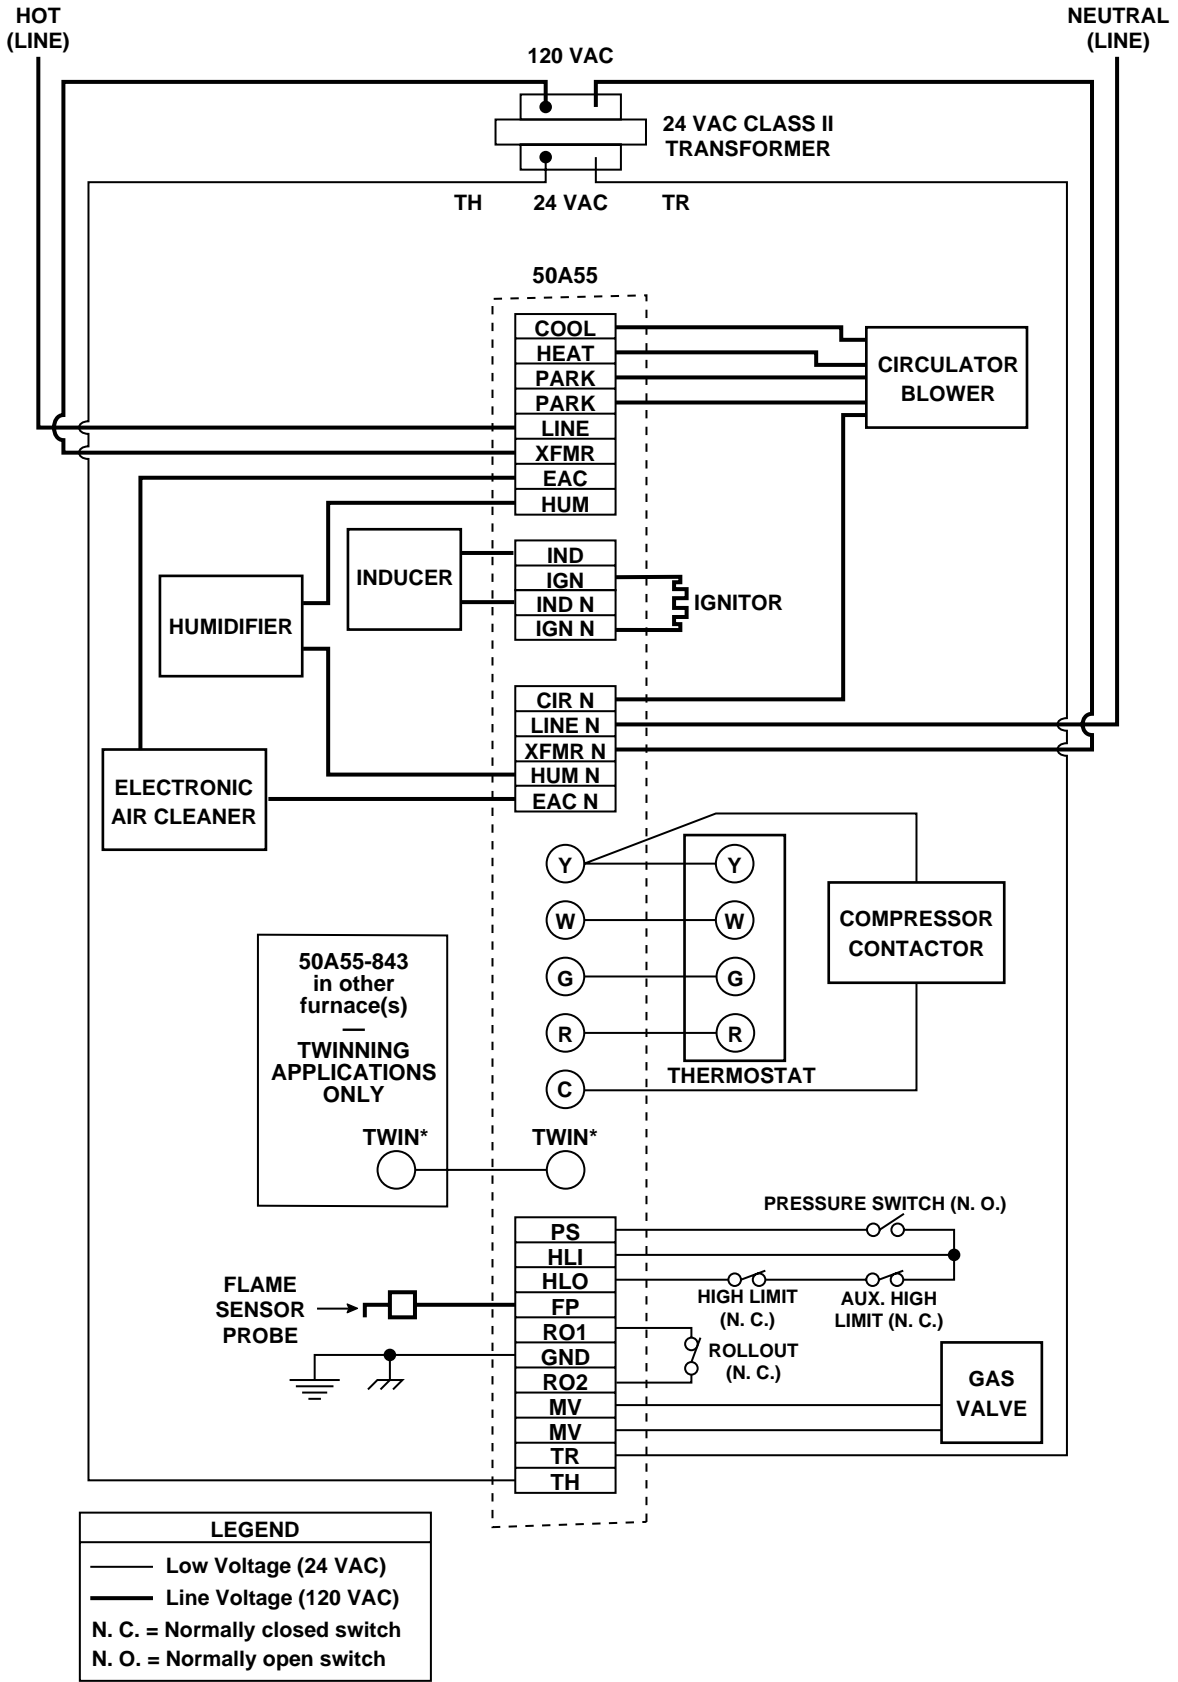 HOT
(LINE)
NEUTRAL
(LINE)
120 VAC
24 VAC CLASS II
TRANSFORMER
TH
24 VAC
TR
50A55
COOL
HEAT
PARK
PARK
LINE
XFMR
EAC
HUM
CIRCULATOR
BLOWER
IND
IGN
IND N
IGN N
INDUCER
IGNITOR
HUMIDIFIER
CIR N
LINE N
XFMR N
HUM N
EAC N
ELECTRONIC
AIR CLEANER
Y
W
G
R
C
Y
W
G
R
THERMOSTAT
COMPRESSOR
CONTACTOR
50A55-843
in other
furnace(s)
—
TWINNING
APPLICATIONS
ONLY
TWIN*
TWIN*
PRESSURE SWITCH (N. O.)
PS
HLI
HLO
FP
RO1
GND
RO2
MV
MV
TR
TH
HIGH LIMIT
(N. C.)
AUX. HIGH
LIMIT (N. C.)
FLAME
SENSOR
PROBE
ROLLOUT
(N. C.)
GAS
VALVE
LEGEND
Low Voltage (24 VAC)
Line Voltage (120 VAC)
N. C. = Normally closed switch
N. O. = Normally open switch